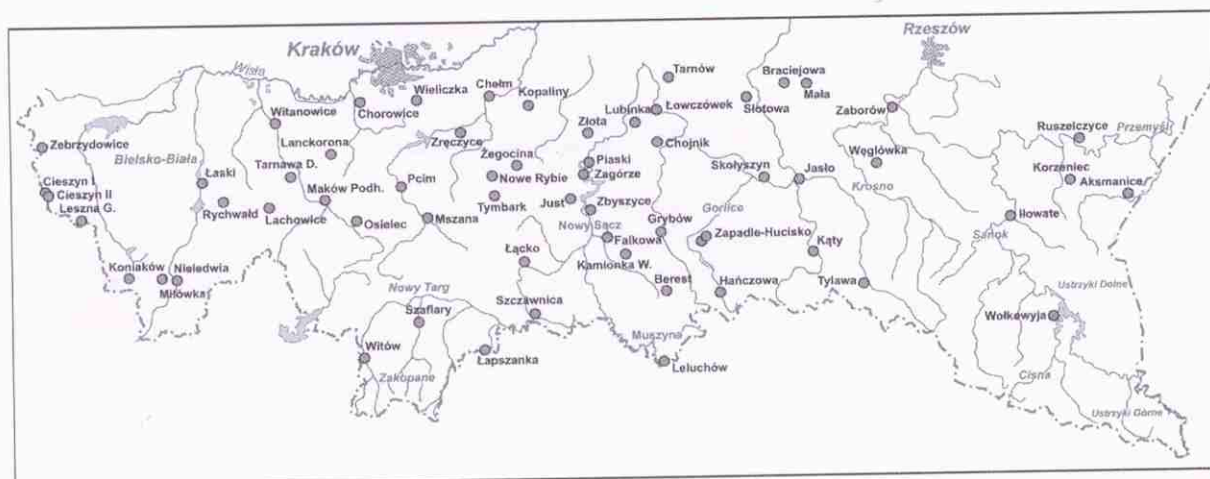 Rzeszów
Kraków
Wisła
Tarnów
Braciejowa
Mała
Chełm
Wieliczka
Kopaliny
Słotowa
Lubinka
Łowczówek
Zaborów
Chorowice
Witanowice
Złota
Zręczyce
Chojnik
Ruszelczyce
Przemyśl
Zebrzydowice
Bielsko-Biała
Lanckorona
Węglówka
Żegocina
Piaski
Korzeniec
Tarnawa D.
Skołyszyn
Jasło
Łaski
Zagórze
Nowe Rybie
Pcim
Aksmanice
Cieszyn I
Cieszyn II
Krosno
Maków Podh.
Leszna G.
Rychwałd
Lachowice
Tymbark
Just
Zbyszyce
Gorlice
Osielec
Mszana
Nowy Sącz
Grybów
Iłowate
Sanok
Falkowa
Zapadle-Hucisko
Kąty
Łącko
Kamionka W.
Koniaków
Nieledwia
Miłówka
Berest
Hańczowa
Tylawa
Nowy Targ
Ustrzyki Dolne
Szczawnica
Szaflary
Wołkowyja
Muszyna
Witów
Łapszanka
Leluchów
Zakopane
Cisna
Ustrzyki Górne